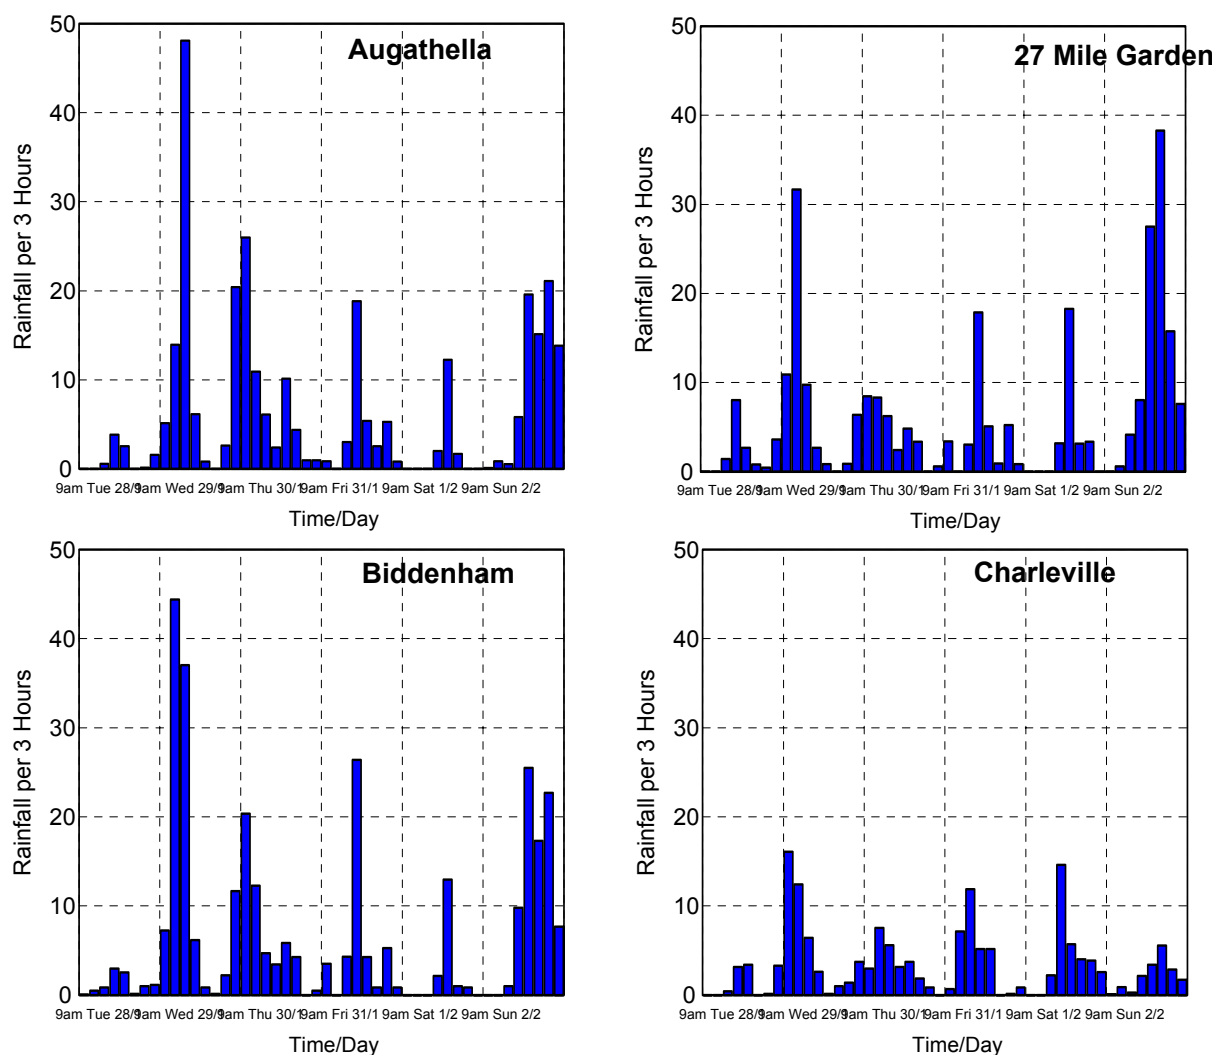 Augathella
50
40
30
20
10
0
Rainfall per 3 Hours
9am Tue 28/1 9am Wed 29/1 9am Thu 30/1 9am Fri 31/1 9am Sat 1/2 9am Sun 2/2
Time/Day
27 Mile Garden
50
40
30
20
10
0
Rainfall per 3 Hours
9am Tue 28/1 9am Wed 29/1 9am Thu 30/1 9am Fri 31/1 9am Sat 1/2 9am Sun 2/2
Time/Day
Biddenham
50
40
30
20
10
0
Rainfall per 3 Hours
9am Tue 28/1 9am Wed 29/1 9am Thu 30/1 9am Fri 31/1 9am Sat 1/2 9am Sun 2/2
Time/Day
Charleville
50
40
30
20
10
0
Rainfall per 3 Hours
9am Tue 28/1 9am Wed 29/1 9am Thu 30/1 9am Fri 31/1 9am Sat 1/2 9am Sun 2/2
Time/Day